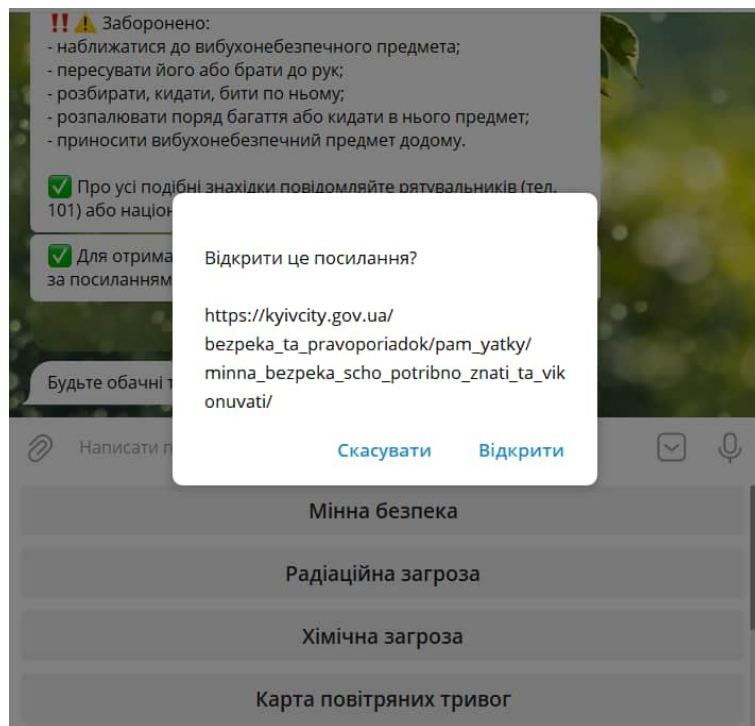 ‼️⚠️ Заборонено:
- наближатися до вибухонебезпечного предмета;
- пересувати його або брати до рук;
- розбирати, кидати, бити по ньому;
- розпалювати поряд багаття або кидати в нього предмет;
- приносити вибухонебезпечний предмет додому.
✅ Про усі подібні знахідки повідомляйте рятувальників (тел.
101) або
✅ Для
за посиланням
Будьте обачні
Відкрити це посилання?
https://kyivcity.gov.ua/
bezpeka_ta_pravoporiadok/pam_yatky/
minna_bezpeka_scho_potribno_znati_ta_vik
onuvati/
Скасувати Відкрити
Написати
Мінна безпека
Радіаційна загроза
Хімічна загроза
Карта повітряних тривог